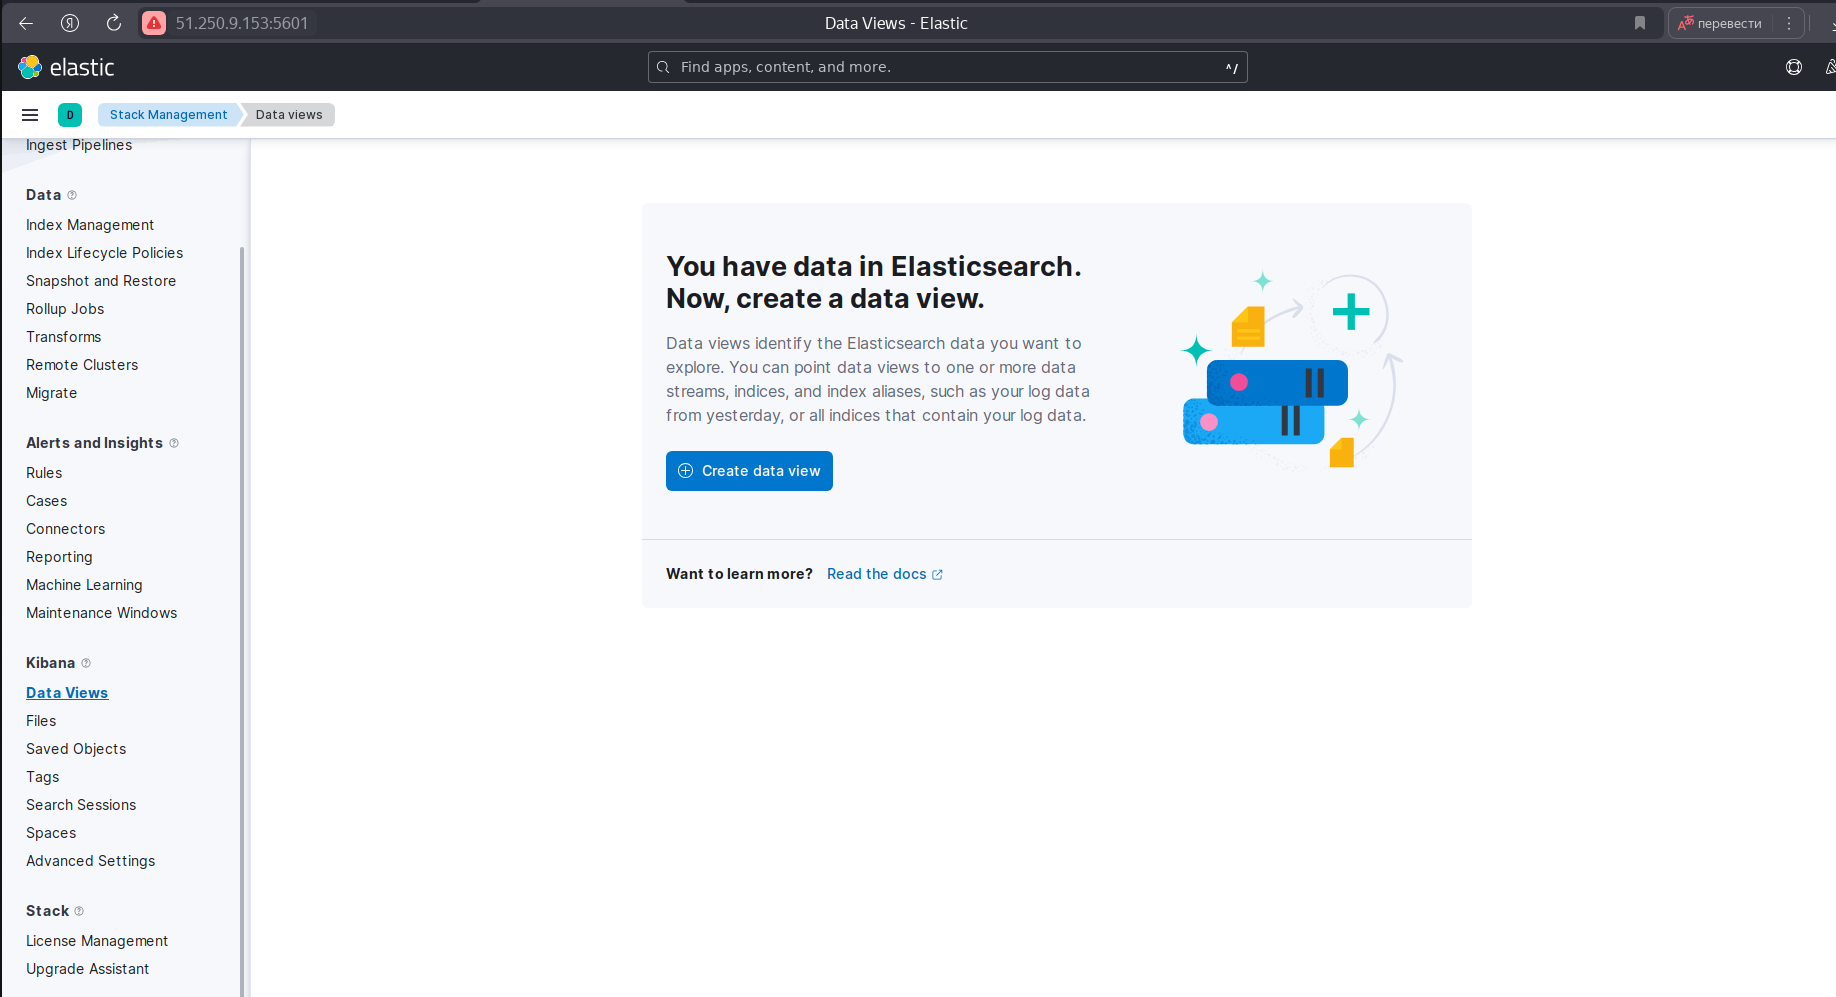 51.250.9.153:5601
Data Views - Elastic
перевести
elastic
Find apps, content, and more.
^/
D
Stack Management
Data views
Ingest Pipelines
Data
Index Management
Index Lifecycle Policies
Snapshot and Restore
Rollup Jobs
Transforms
Remote Clusters
Migrate
Alerts and Insights
Rules
Cases
Connectors
Reporting
Machine Learning
Maintenance Windows
Kibana
Data Views
Files
Saved Objects
Tags
Search Sessions
Spaces
Advanced Settings
Stack
License Management
Upgrade Assistant
You have data in Elasticsearch.
Now, create a data view.
Data views identify the Elasticsearch data you want to
explore. You can point data views to one or more data
streams, indices, and index aliases, such as your log data
from yesterday, or all indices that contain your log data.
Create data view
Want to learn more?
Read the docs